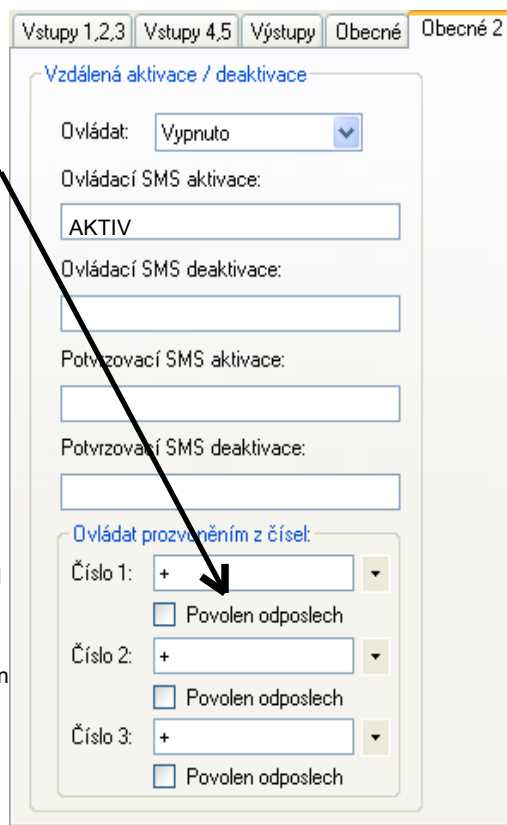 Vstupy 1,2,3 Vstupy 4,5 Výstupy Obecné Obecné 2
Vzdálená aktivace / deaktivace
Ovládat: Vypnuto
Ovládací SMS aktivace:
AKTIV
Ovládací SMS deaktivace:
Potvrzovací SMS aktivace:
Potvrzovací SMS deaktivace:
Ovládat prozvoněním z čísel:
Číslo 1: +
Povolen odposlech
Číslo 2: +
Povolen odposlech
Číslo 3: +
Povolen odposlech